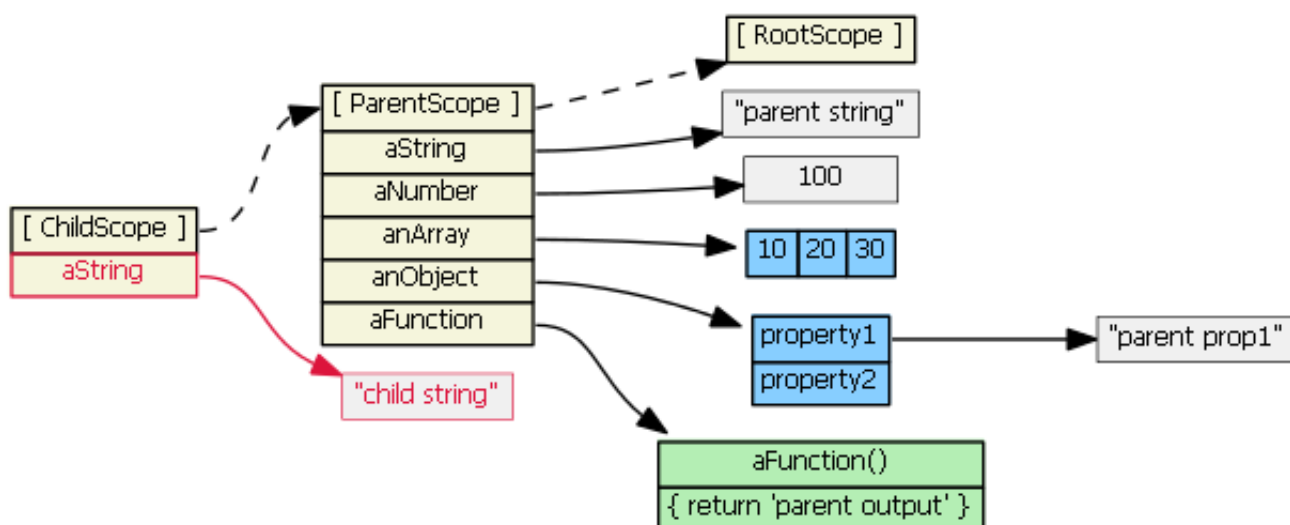 [ RootScope ]
[ ParentScope ]
"parent string"
aString
aNumber
100
[ ChildScope ]
anArray
10 20 30
aString
anObject
aFunction
property1
"parent prop1"
property2
"child string"
aFunction()
{ return 'parent output' }